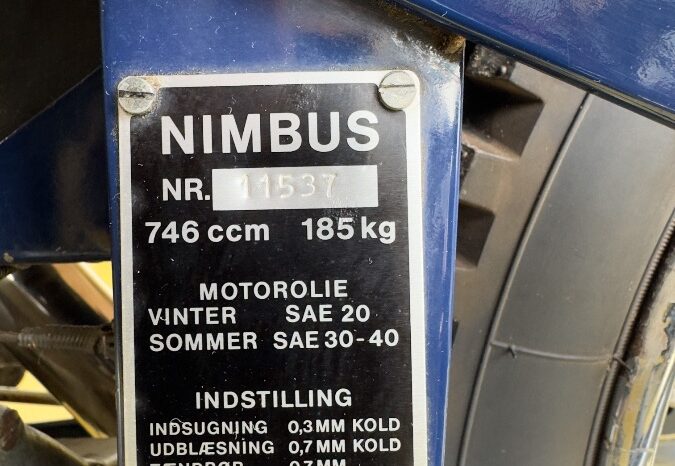 NIMBUS
NR. 11537
746 ccm 185 kg
MOTOROLIE
VINTER SAE 20
SOMMER SAE 30-40
INDSTILLING
INDSUGNING 0,3 MM KOLD
UDBLÆSNING 0,7 MM KOLD